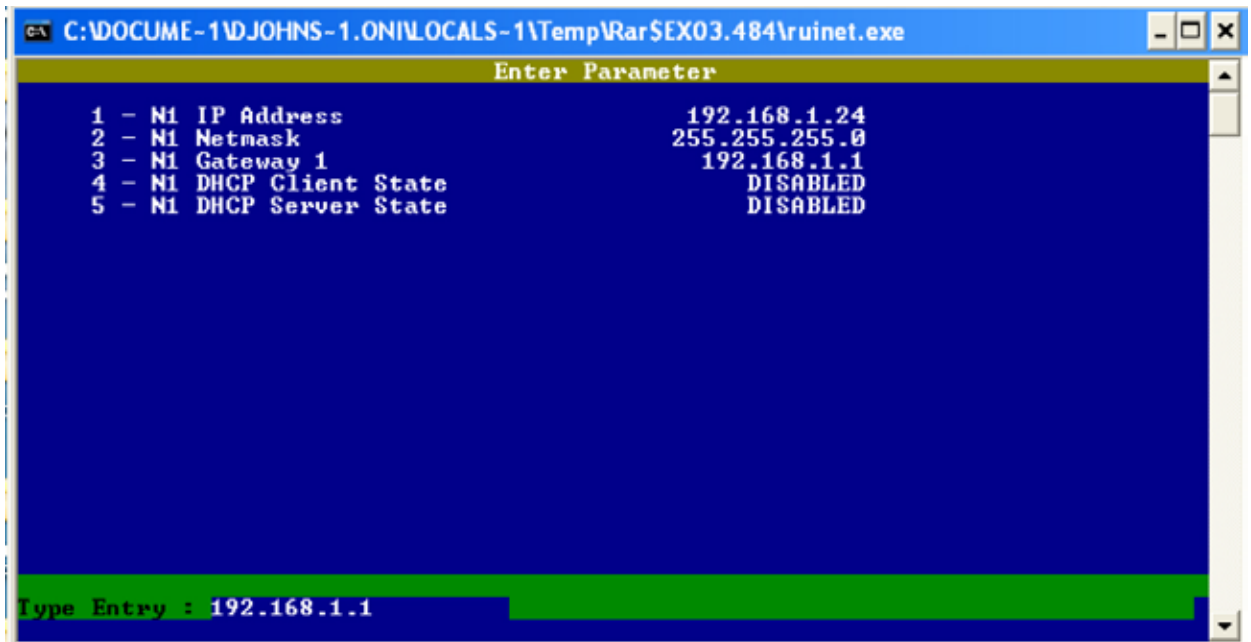 C:\DOCUME~1\DJOHNS~1.ONI\LOCALS~1\Temp\Rar$EX03.484\ruinet.exe
Enter Parameter
1 - N1 IP Address 192.168.1.24
2 - N1 Netmask 255.255.255.0
3 - N1 Gateway 1 192.168.1.1
4 - N1 DHCP Client State DISABLED
5 - N1 DHCP Server State DISABLED
Type Entry : 192.168.1.1